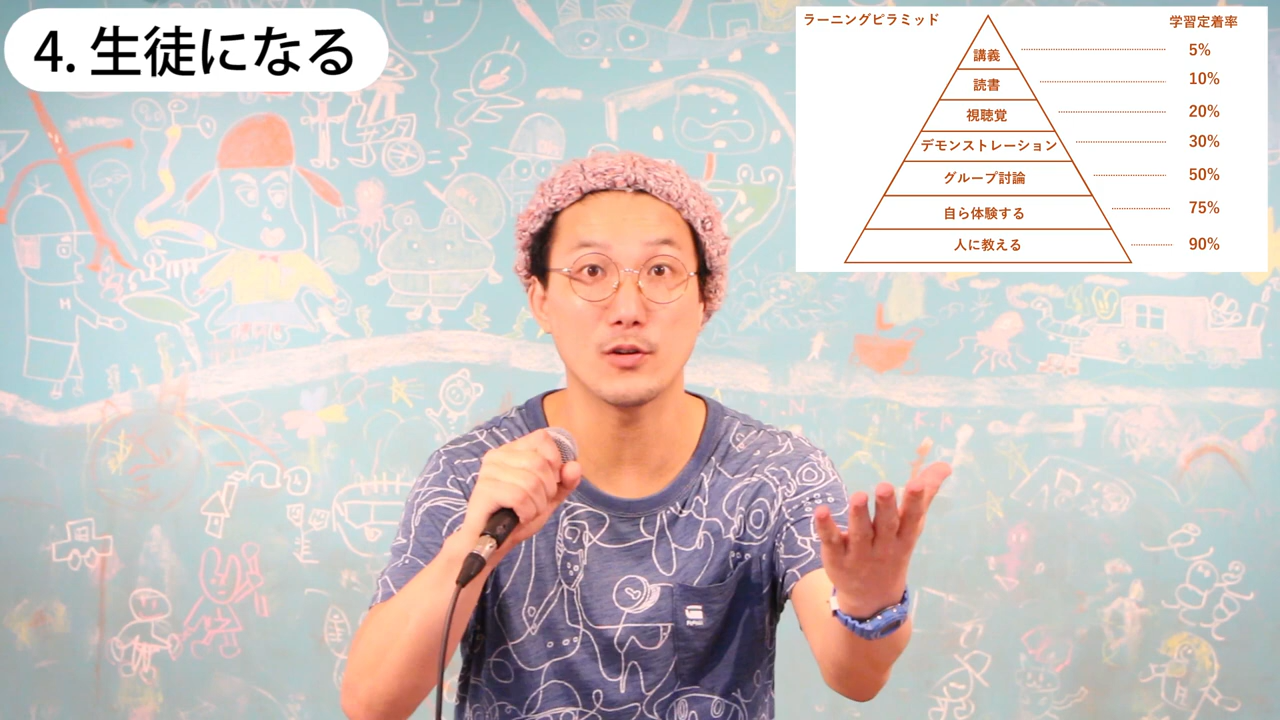 4. 生徒になる
ラーニングピラミッド
学習定着率
講義 5%
読書 10%
視聴覚 20%
デモンストレーション 30%
グループ討論 50%
自ら体験する 75%
人に教える 90%